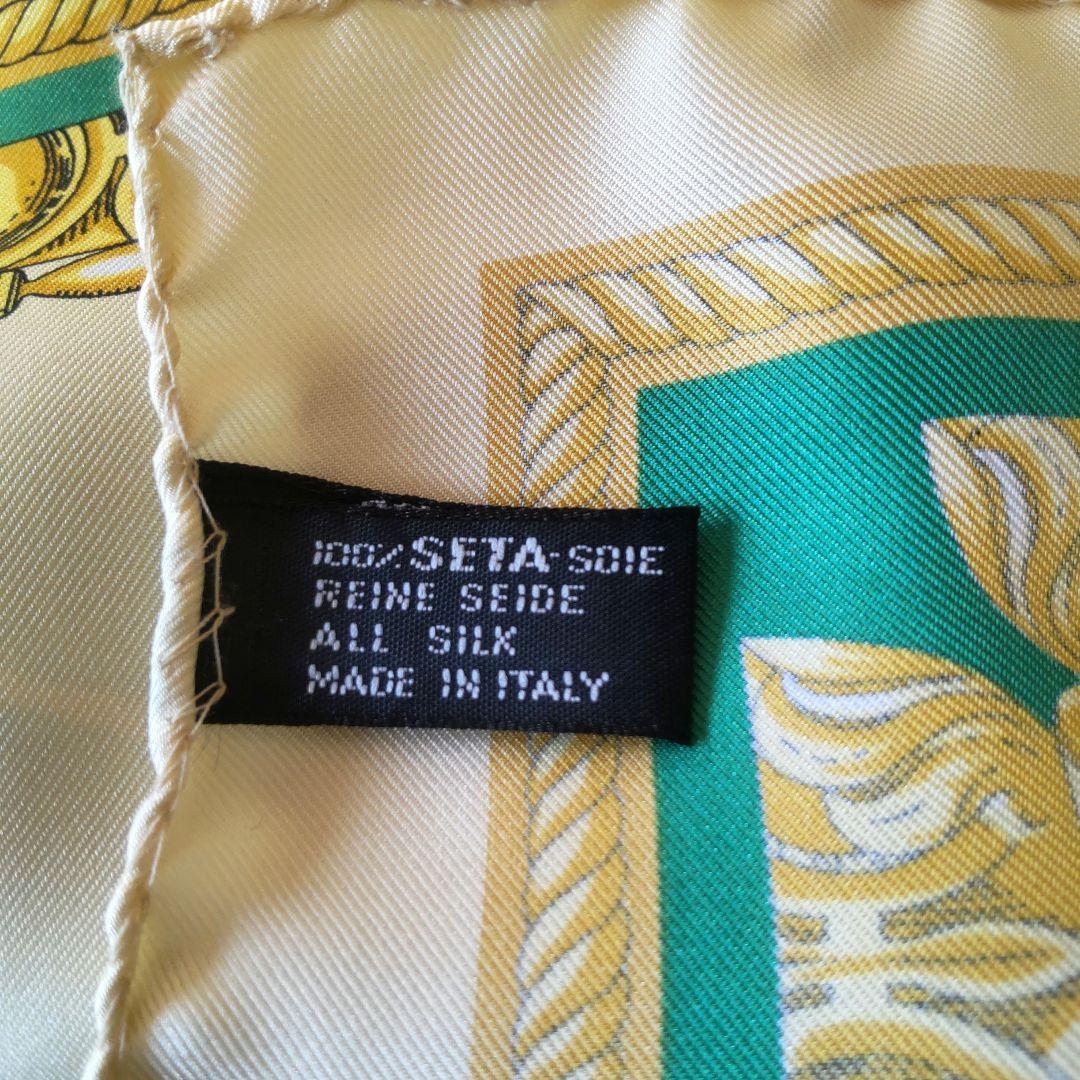 100% SETA-SOIE
REINE SEIDE
ALL SILK
MADE IN ITALY